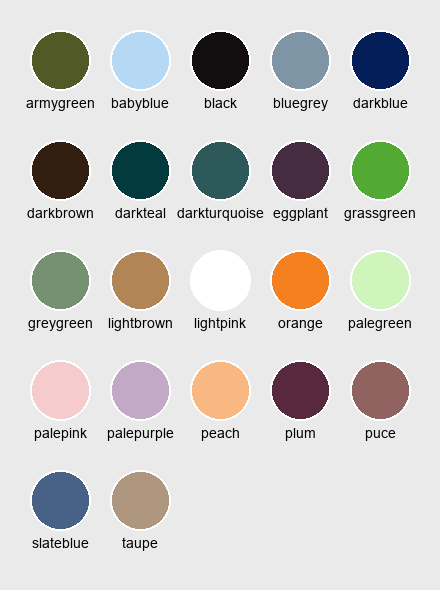 armygreen babyblue black bluegrey darkblue
darkbrown darkteal darkturquoise eggplant grassgreen
greygreen lightbrown lightpink orange palegreen
palepink palepurple peach plum puce
slateblue taupe